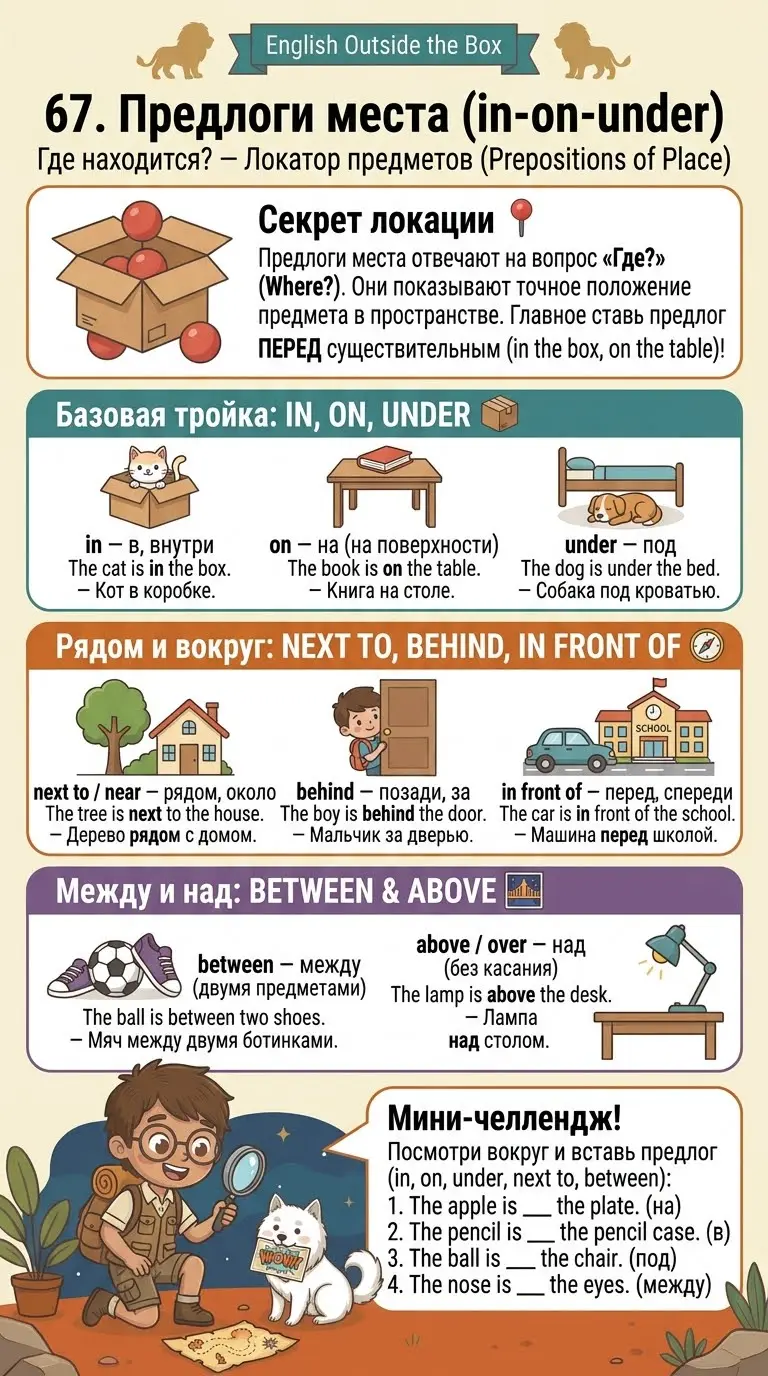 English Outside the Box
67. Предлоги места (in-on-under)
Где находится? — Локатор предметов (Prepositions of Place)
Секрет локации
Предлоги места отвечают на вопрос «Где?»
(Where?). Они показывают точное положение
предмета в пространстве. Главное ставь предлог
ПЕРЕД существительным (in the box, on the table)!
Базовая тройка: IN, ON, UNDER
in — в, внутри
The cat is in the box.
— Кот в коробке.
on — на (на поверхности)
The book is on the table.
— Книга на столе.
under — под
The dog is under the bed.
— Собака под кроватью.
Рядом и вокруг: NEXT TO, BEHIND, IN FRONT OF
SCHOOL
next to / near — рядом, около
The tree is next to the house.
— Дерево рядом с домом.
behind — позади, за
The boy is behind the door.
— Мальчик за дверью.
in front of — перед, спереди
The car is in front of the school.
— Машина перед школой.
Между и над: BETWEEN & ABOVE
between — между
(двумя предметами)
The ball is between two shoes.
— Мяч между двумя ботинками.
above / over — над
(без касания)
The lamp is above the desk.
— Лампа
над столом.
Мини-челлендж!
Посмотри вокруг и вставь предлог
(in, on, under, next to, between):
1. The apple is ___ the plate. (на)
2. The pencil is ___ the pencil case. (в)
3. The ball is ___ the chair. (под)
4. The nose is ___ the eyes. (между)